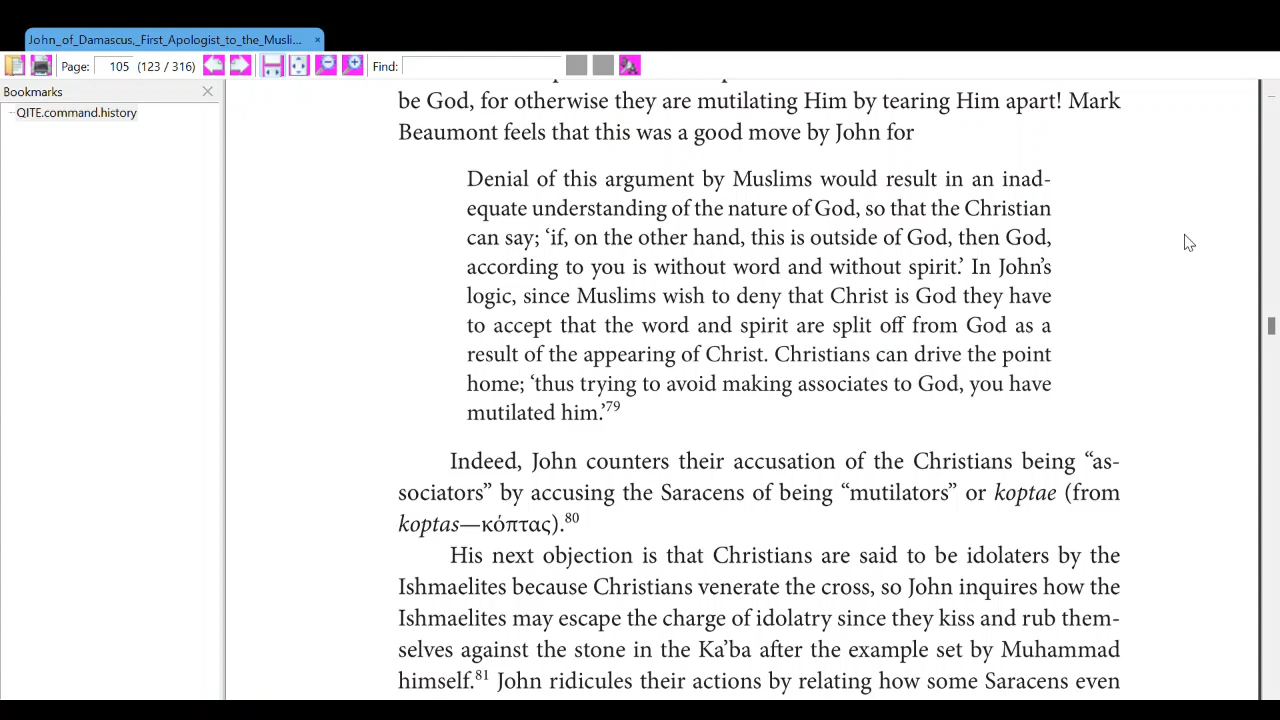 John_of_Damascus,_First_Apologist_to_the_Musli...
Page: 105 (123 / 316) Find:
Bookmarks
QITE.command.history
be God, for otherwise they are mutilating Him by tearing Him apart! Mark
Beaumont feels that this was a good move by John for
Denial of this argument by Muslims would result in an inad-
equate understanding of the nature of God, so that the Christian
can say; ‘if, on the other hand, this is outside of God, then God,
according to you is without word and without spirit.’ In John’s
logic, since Muslims wish to deny that Christ is God they have
to accept that the word and spirit are split off from God as a
result of the appearing of Christ. Christians can drive the point
home; ‘thus trying to avoid making associates to God, you have
mutilated him.’79
Indeed, John counters their accusation of the Christians being “as-
sociators” by accusing the Saracens of being “mutilators” or koptae (from
koptas—κόπτας).80
His next objection is that Christians are said to be idolaters by the
Ishmaelites because Christians venerate the cross, so John inquires how the
Ishmaelites may escape the charge of idolatry since they kiss and rub them-
selves against the stone in the Ka’ba after the example set by Muhammad
himself.81 John ridicules their actions by relating how some Saracens even